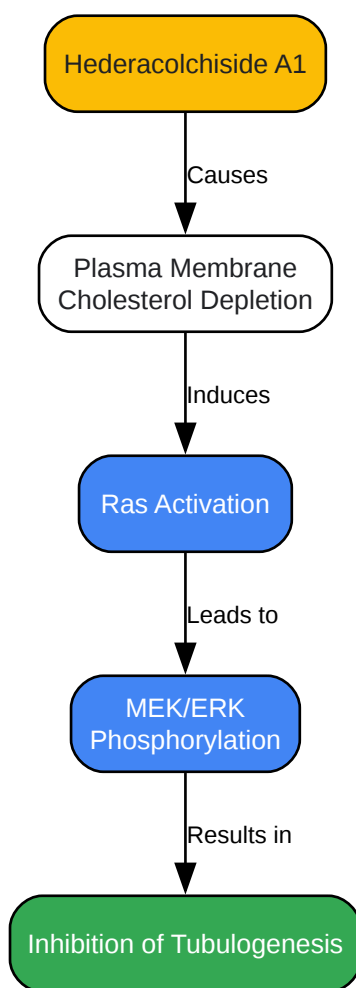 Hederacolchiside A1
Causes
Plasma Membrane
Cholesterol Depletion
Induces
Ras Activation
Leads to
MEK/ERK
Phosphorylation
Results in
Inhibition of Tubulogenesis